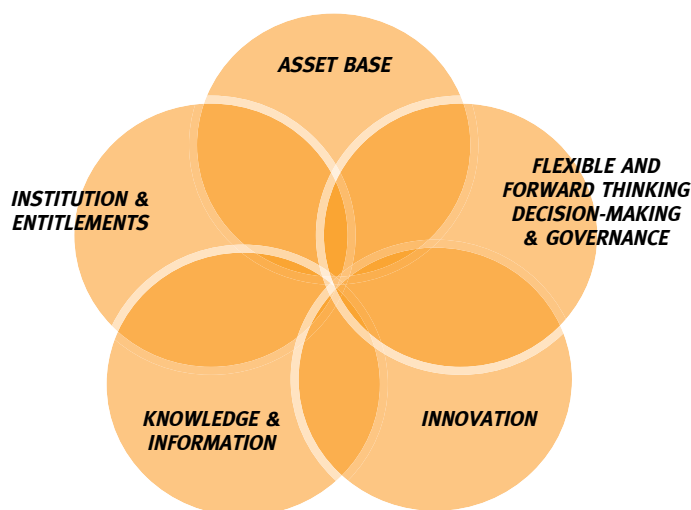 ASSET BASE
FLEXIBLE AND
FORWARD THINKING
DECISION-MAKING
& GOVERNANCE
INSTITUTION &
ENTITLEMENTS
KNOWLEDGE &
INFORMATION
INNOVATION